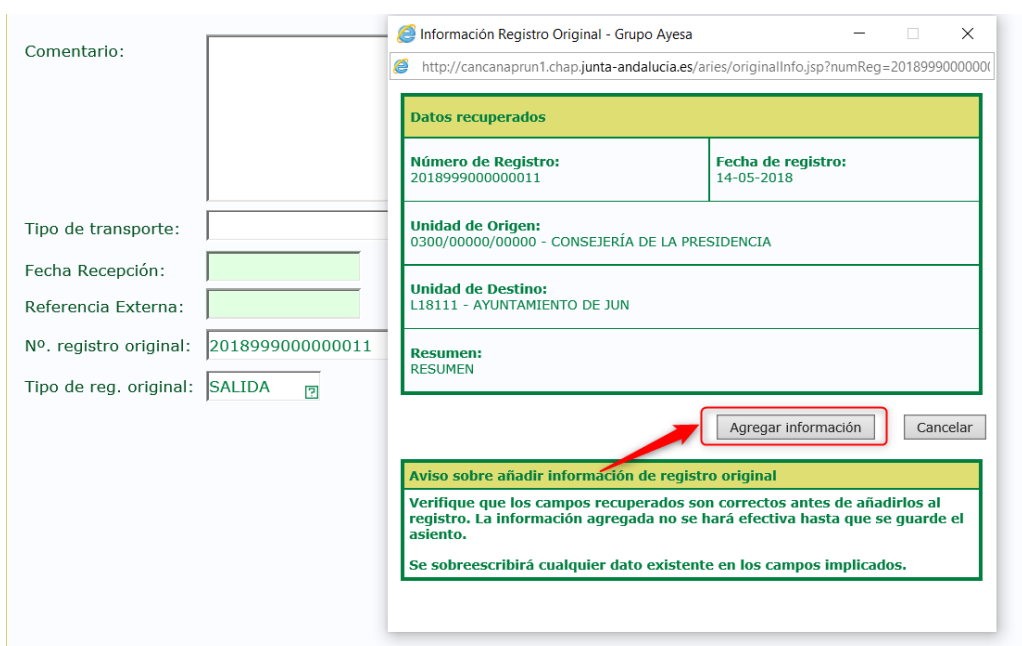 Comentario:
Tipo de transporte:
Fecha Recepción:
Referencia Externa:
Nº. registro original: 2018999000000011
Tipo de reg. original: SALIDA ?
Información Registro Original - Grupo Ayesa
http://cancanaprun1.chap.junta-andalucia.es/aries/originalInfo.jsp?numReg=2018999000000(
Datos recuperados
Número de Registro:
2018999000000011
Fecha de registro:
14-05-2018
Unidad de Origen:
0300/00000/00000 - CONSEJERÍA DE LA PRESIDENCIA
Unidad de Destino:
L18111 - AYUNTAMIENTO DE JUN
Resumen:
RESUMEN
Agregar información
Cancelar
Aviso sobre añadir información de registro original
Verifique que los campos recuperados son correctos antes de añadirlos al
registro. La información agregada no se hará efectiva hasta que se guarde el
asiento.
Se sobreescribirá cualquier dato existente en los campos implicados.